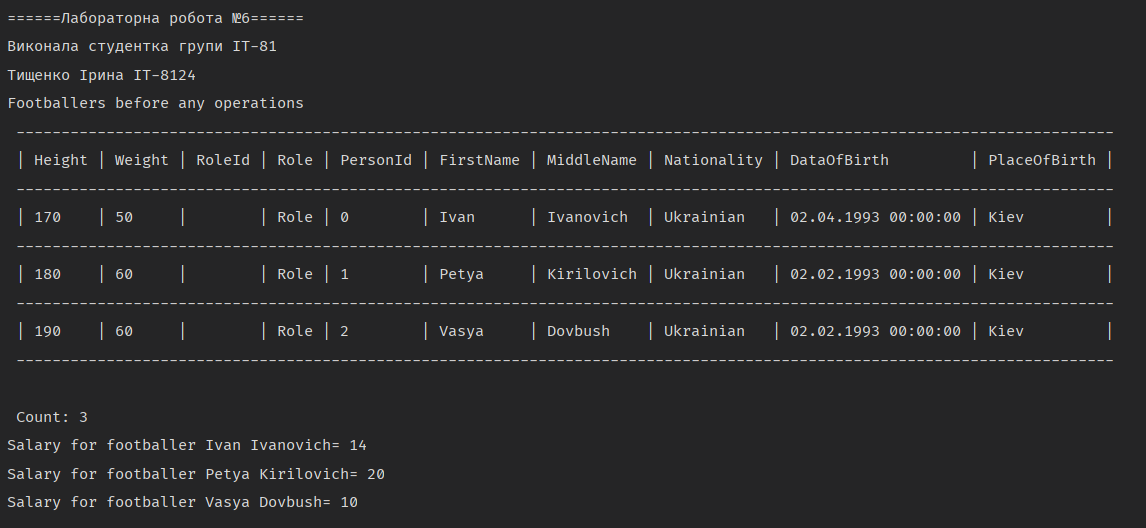 ======Лабораторна робота №6======
Виконала студентка групи ІТ-81
Тищенко Ірина ІТ-8124
Footballers before any operations
--------------------------------------------------------------------------------------------------------------------------
| Height | Weight | RoleId | Role | PersonId | FirstName | MiddleName | Nationality | DataOfBirth         | PlaceOfBirth |
--------------------------------------------------------------------------------------------------------------------------
| 170    | 50     |        | Role | 0        | Ivan      | Ivanovich  | Ukrainian   | 02.04.1993 00:00:00 | Kiev         |
--------------------------------------------------------------------------------------------------------------------------
| 180    | 60     |        | Role | 1        | Petya     | Kirilovich | Ukrainian   | 02.02.1993 00:00:00 | Kiev         |
--------------------------------------------------------------------------------------------------------------------------
| 190    | 60     |        | Role | 2        | Vasya     | Dovbush    | Ukrainian   | 02.02.1993 00:00:00 | Kiev         |
--------------------------------------------------------------------------------------------------------------------------
Count: 3
Salary for footballer Ivan Ivanovich= 14
Salary for footballer Petya Kirilovich= 20
Salary for footballer Vasya Dovbush= 10